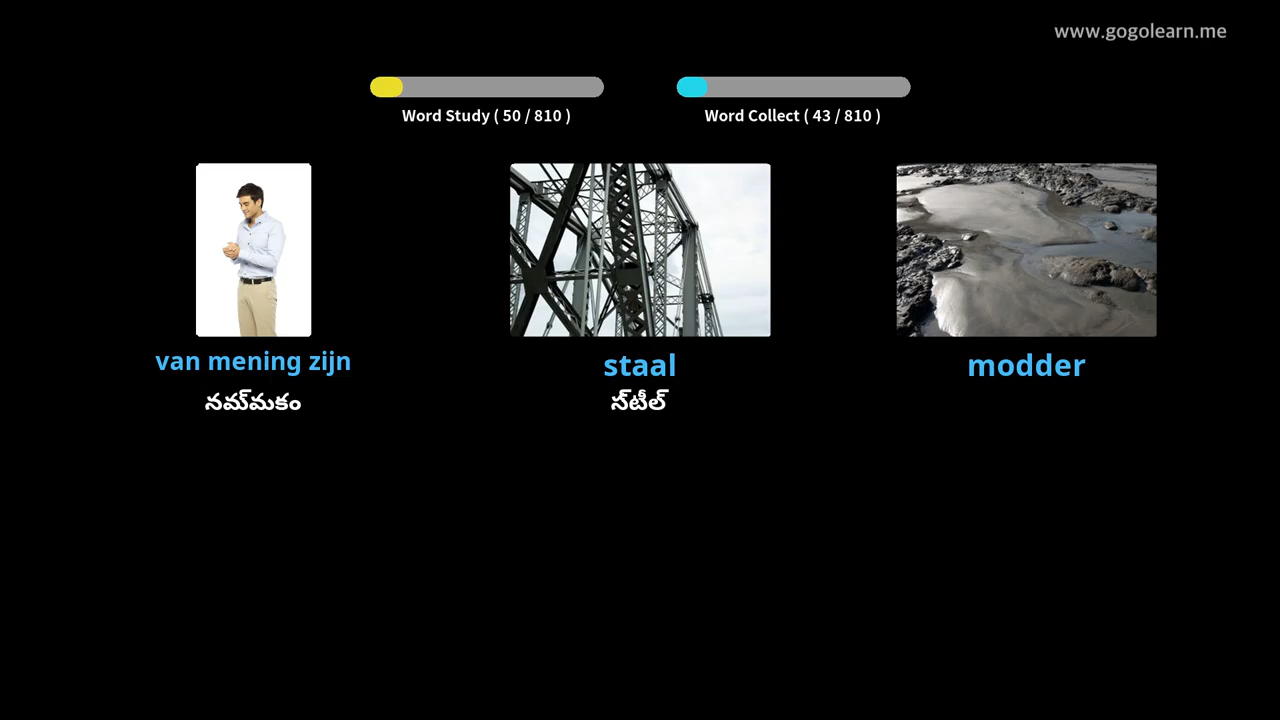 www.gogolearn.me
Word Study ( 50 / 810 )
Word Collect ( 43 / 810 )
van mening zijn
staal
modder
నమ్మకం
స్టీల్